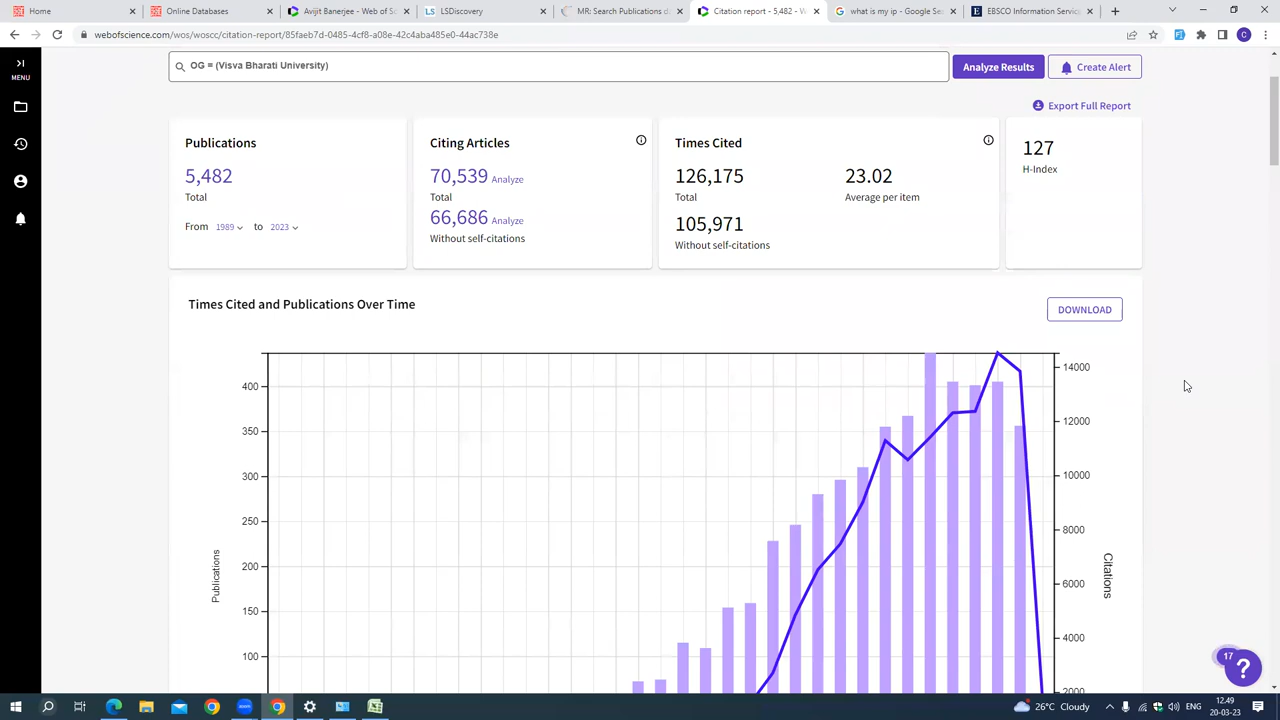 Home
Online Databases
Avijit Banerjee - Web of Sc
LSDiscovery
MR: Search Publications d
Citation report - 5,482 - W
what is my ip - Google Sea
EBSCO Information Servic
webofscience.com/wos/woscc/citation-report/85faeb7d-0485-4cf8-a08e-42c4aba485e0-44ac738e
MENU
OG = (Visva Bharati University)
Analyze Results
Create Alert
Export Full Report
Publications
5,482
Total
From 1989 to 2023
Citing Articles
70,539 Analyze
Total
66,686 Analyze
Without self-citations
Times Cited
126,175
Total
105,971
Without self-citations
23.02
Average per item
127
H-Index
Times Cited and Publications Over Time
DOWNLOAD
400
350
300
250
200
150
100
Publications
14000
12000
10000
8000
6000
4000
2000
Citations
17
?
26°C Cloudy
12.49
20-03-23